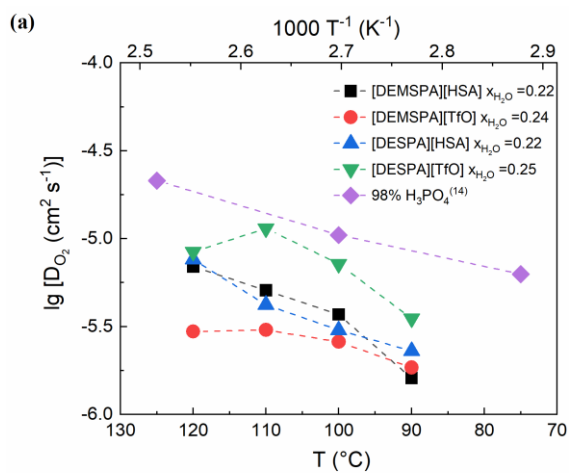 (a)
1000 T⁻¹ (K⁻¹)
2.5 2.6 2.7 2.8 2.9
-4.0
[DEMSPA][HSA] x_H₂O =0.22
[DEMSPA][TfO] x_H₂O =0.24
[DESPA][HSA] x_H₂O =0.22
[DESPA][TfO] x_H₂O =0.25
98% H₃PO₄⁽¹⁴⁾
-4.5
-5.0
-5.5
-6.0
lg [D_O₂ (cm² s⁻¹)]
130 120 110 100 90 80 70
T (°C)